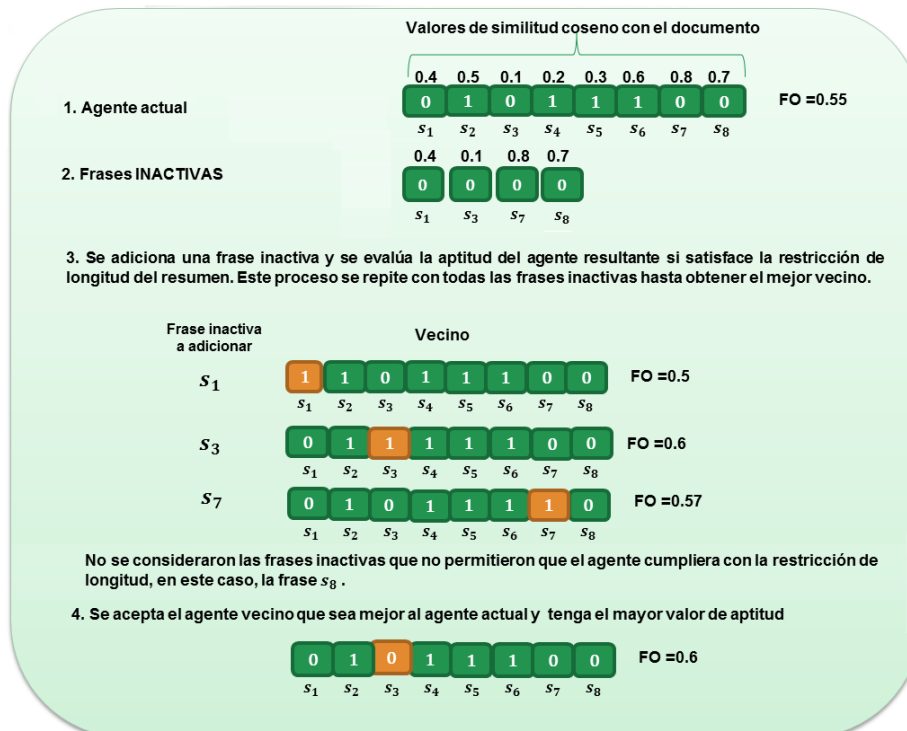 Valores de similitud coseno con el documento
0.4 0.5 0.1 0.2 0.3 0.6 0.8 0.7
1. Agente actual 0 1 0 1 1 1 0 0 FO =0.55
s1 s2 s3 s4 s5 s6 s7 s8
0.4 0.1 0.8 0.7
2. Frases INACTIVAS 0 0 0 0
s1 s3 s7 s8
3. Se adiciona una frase inactiva y se evalúa la aptitud del agente resultante si satisface la restricción de
longitud del resumen. Este proceso se repite con todas las frases inactivas hasta obtener el mejor vecino.
Frase inactiva
a adicionar
Vecino
s1 1 1 0 1 1 1 0 0 FO =0.5
s1 s2 s3 s4 s5 s6 s7 s8
s3 0 1 1 1 1 1 0 0 FO =0.6
s1 s2 s3 s4 s5 s6 s7 s8
s7 0 1 0 1 1 1 1 0 FO =0.57
s1 s2 s3 s4 s5 s6 s7 s8
No se consideraron las frases inactivas que no permitieron que el agente cumpliera con la restricción de
longitud, en este caso, la frase s8 .
4. Se acepta el agente vecino que sea mejor al agente actual y tenga el mayor valor de aptitud
0 1 0 1 1 1 0 0 FO =0.6
s1 s2 s3 s4 s5 s6 s7 s8